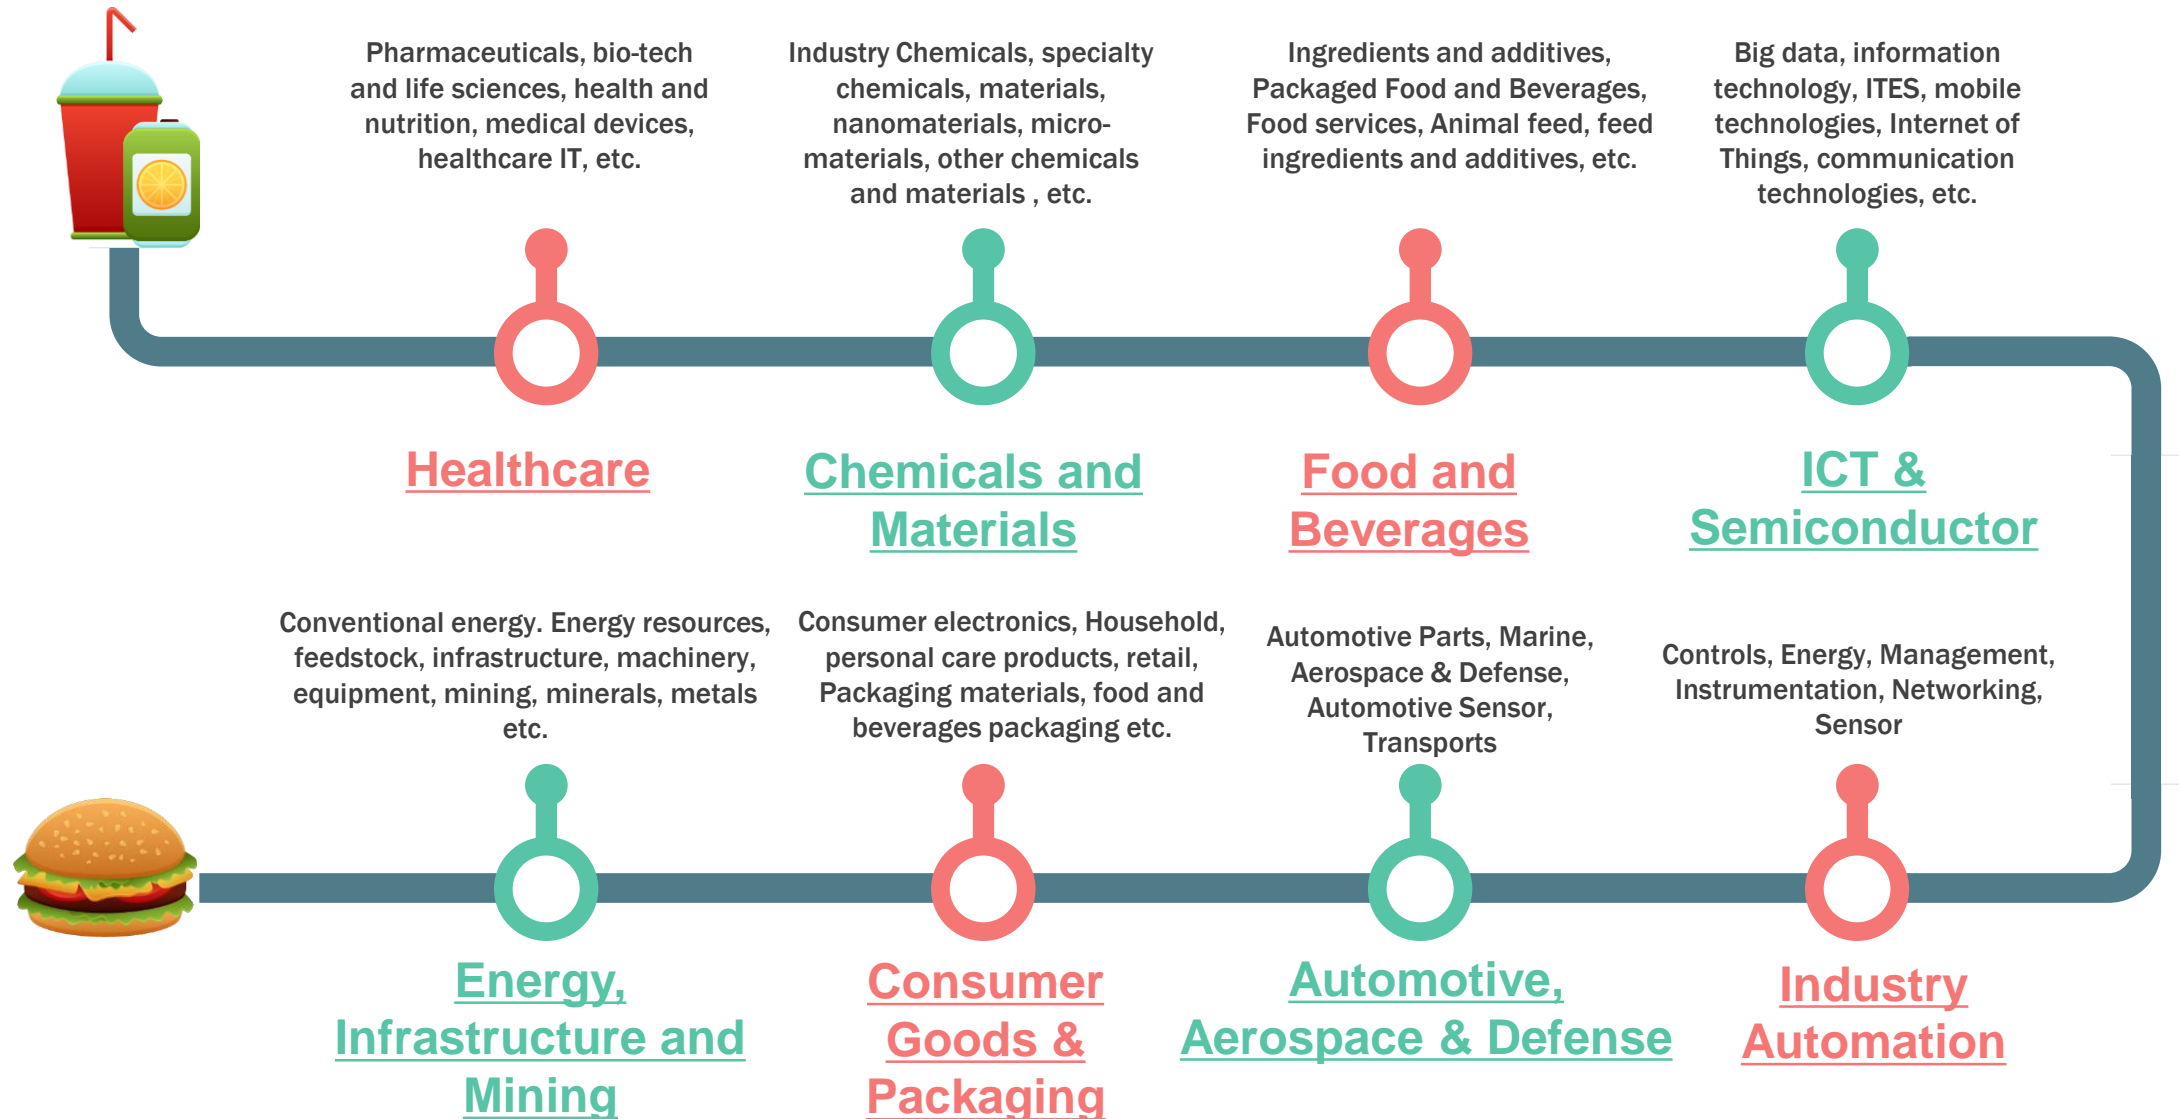 Pharmaceuticals, bio-tech
and life sciences, health and
nutrition, medical devices,
healthcare IT, etc.
Industry Chemicals, specialty
chemicals, materials,
nanomaterials, micro-
materials, other chemicals
and materials , etc.
Ingredients and additives,
Packaged Food and Beverages,
Food services, Animal feed, feed
ingredients and additives, etc.
Big data, information
technology, ITES, mobile
technologies, Internet of
Things, communication
technologies, etc.
Healthcare
Chemicals and
Materials
Food and
Beverages
ICT &
Semiconductor
Conventional energy. Energy resources,
feedstock, infrastructure, machinery,
equipment, mining, minerals, metals
etc.
Consumer electronics, Household,
personal care products, retail,
Packaging materials, food and
beverages packaging etc.
Automotive Parts, Marine,
Aerospace & Defense,
Automotive Sensor,
Transports
Controls, Energy, Management,
Instrumentation, Networking,
Sensor
Energy,
Infrastructure and
Mining
Consumer
Goods &
Packaging
Automotive,
Aerospace & Defense
Industry
Automation